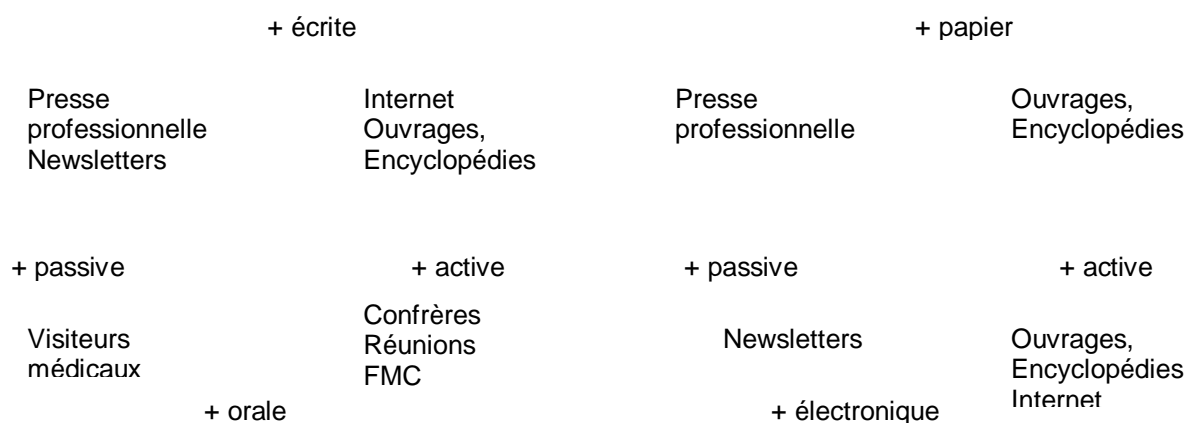 + écrite
Presse
professionnelle
Newsletters
Internet
Ouvrages,
Encyclopédies
+ passive
+ active
Visiteurs
médicaux
Confrères
Réunions
FMC
+ orale
+ papier
Presse
professionnelle
Ouvrages,
Encyclopédies
+ passive
+ active
Newsletters
Ouvrages,
Encyclopédies
Internet
+ électronique